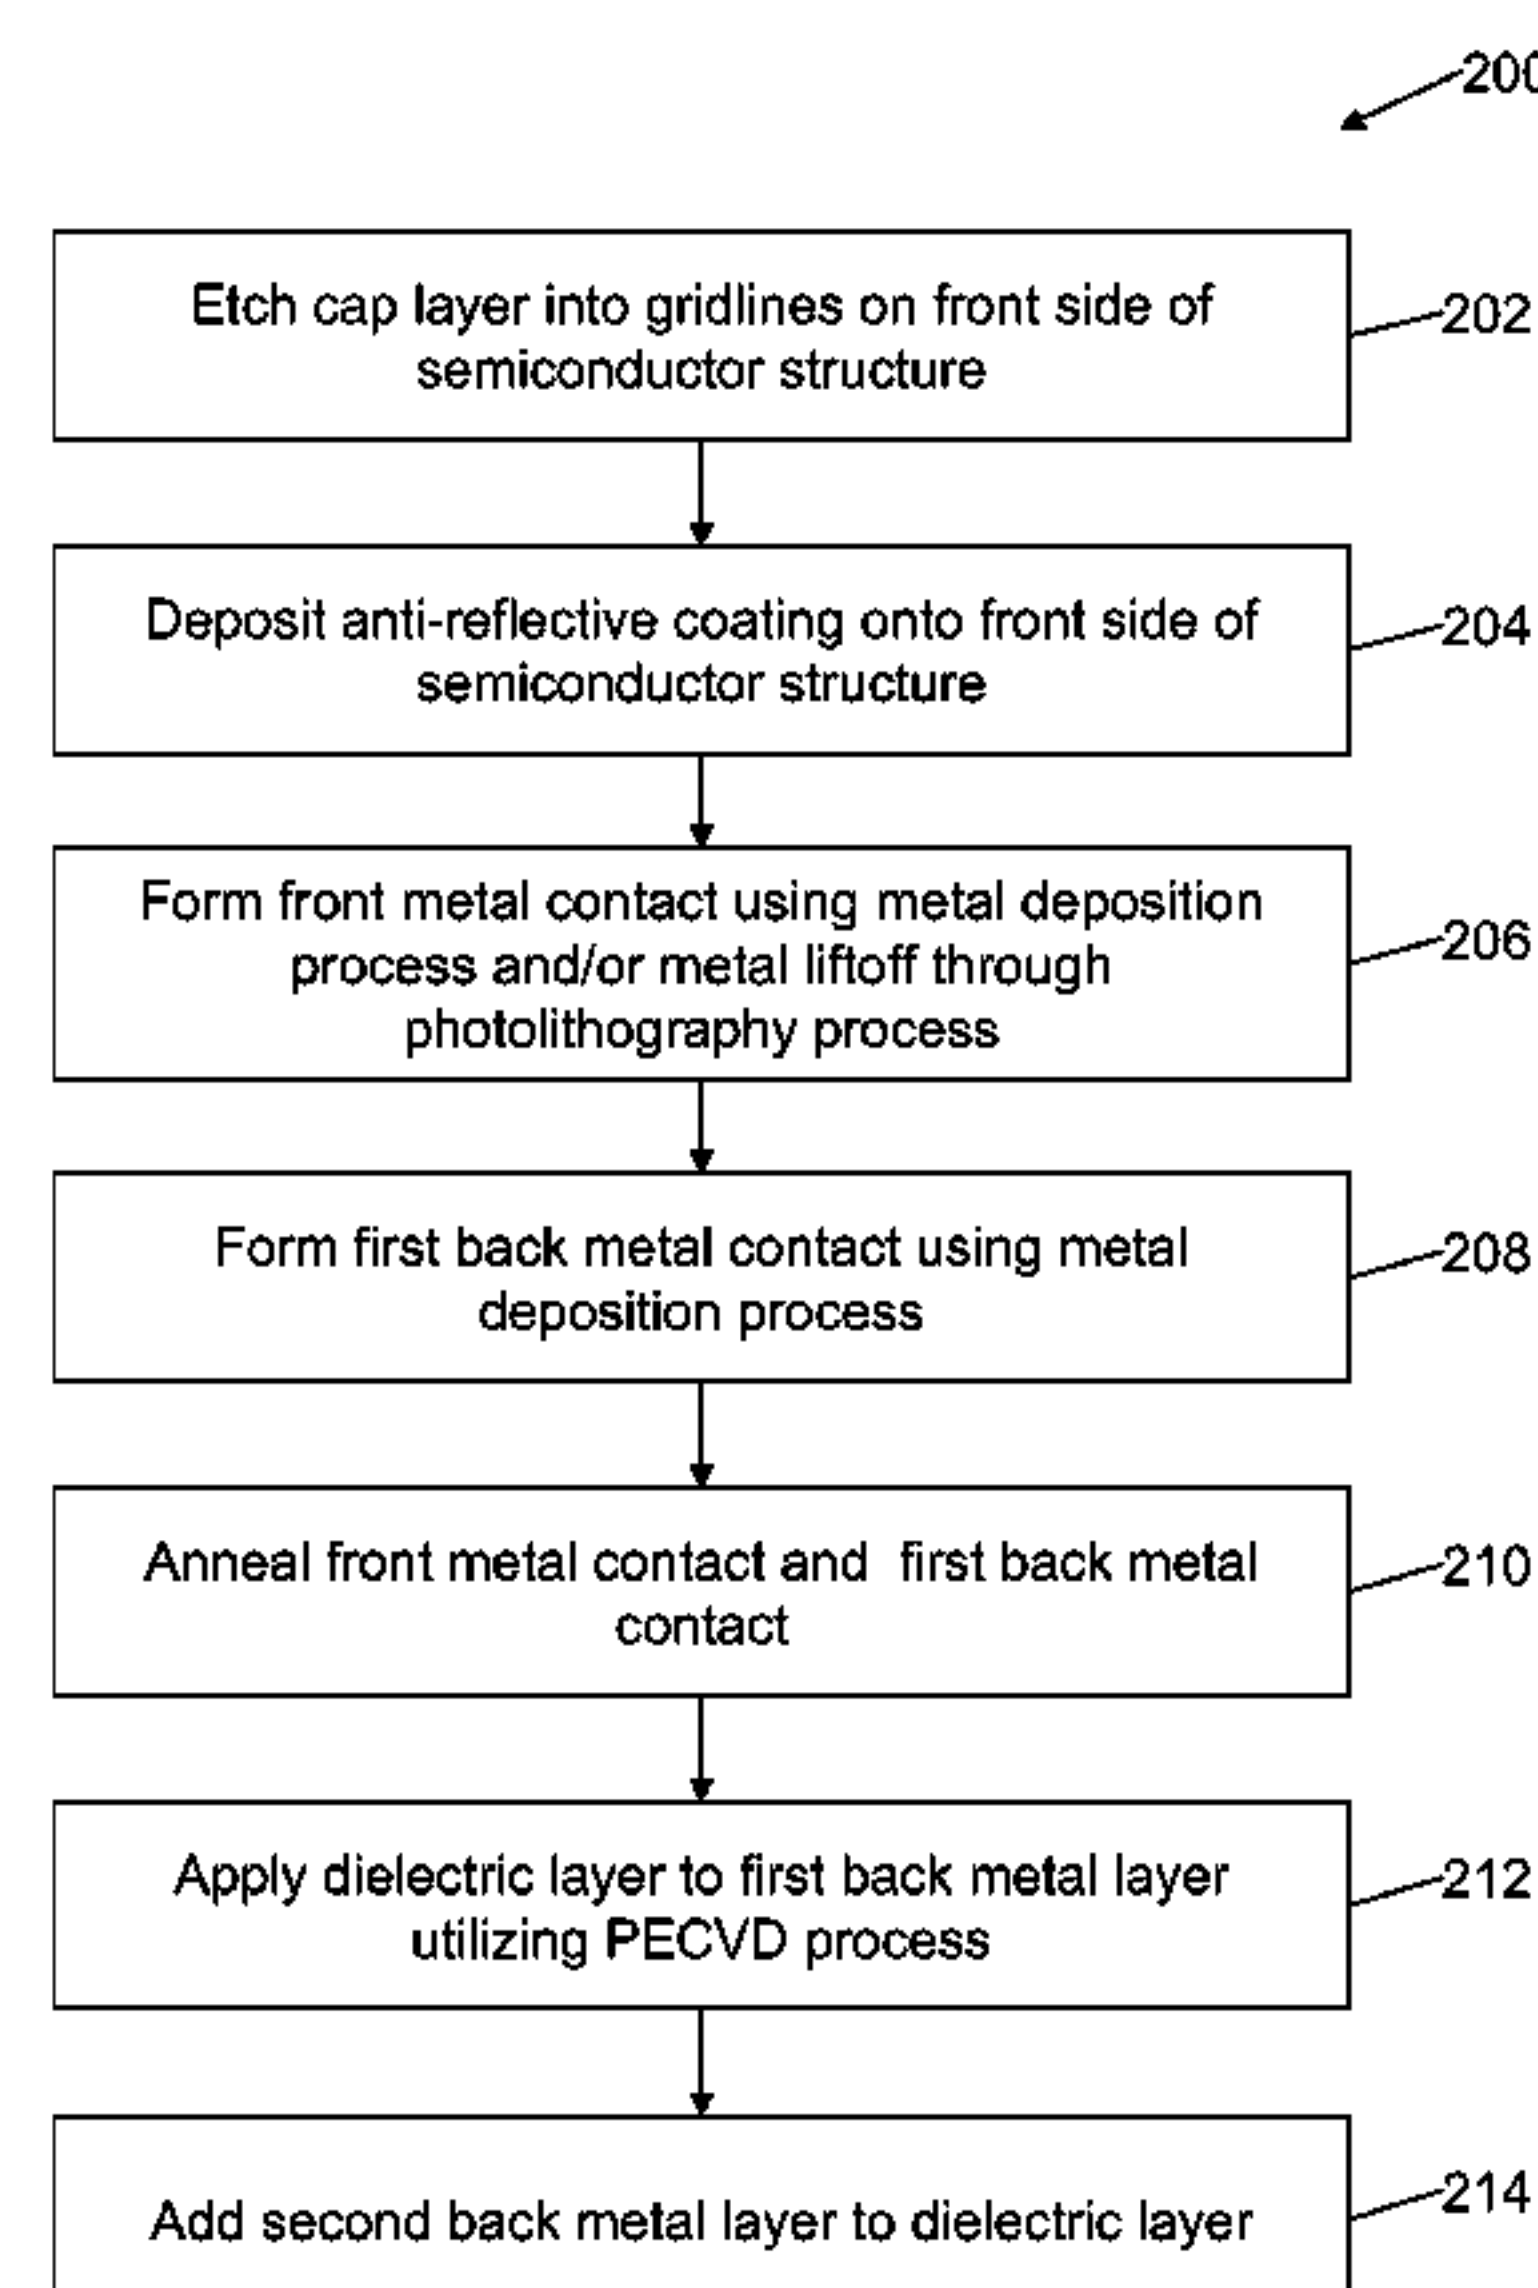 200
Etch cap layer into gridlines on front side of
semiconductor structure
202
Deposit anti-reflective coating onto front side of
semiconductor structure
204
Form front metal contact using metal deposition
process and/or metal liftoff through
photolithography process
206
Form first back metal contact using metal
deposition process
208
Anneal front metal contact and first back metal
contact
210
Apply dielectric layer to first back metal layer
utilizing PECVD process
212
Add second back metal layer to dielectric layer
214